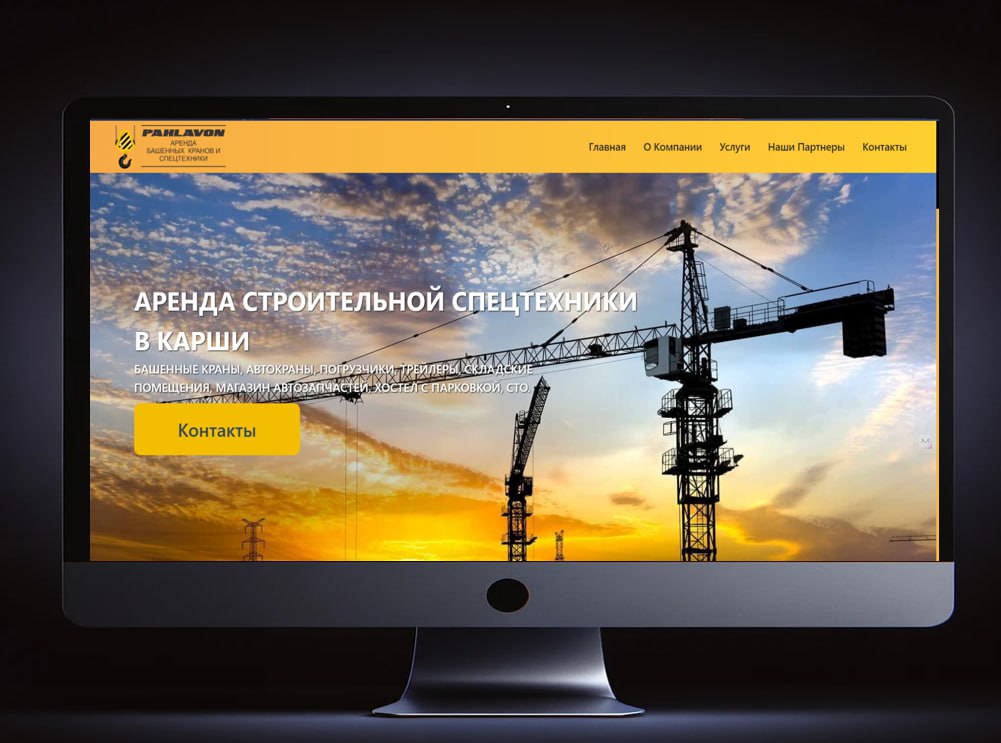 PAHLAVON
АРЕНДА
БАШЕННЫХ КРАНОВ И
СПЕЦТЕХНИКИ
Главная О Компании Услуги Наши Партнеры Контакты
АРЕНДА СТРОИТЕЛЬНОЙ СПЕЦТЕХНИКИ
В КАРШИ
БАШЕННЫЕ КРАНЫ, АВТОКРАНЫ, ПОГРУЗЧИКИ, ТРЕЙЛЕРЫ, СКЛАДСКИЕ
ПОМЕЩЕНИЯ, МАГАЗИН АВТОЗАПЧАСТЕЙ, ХОСТЕЛ С ПАРКОВКОЙ, СТО.
Контакты